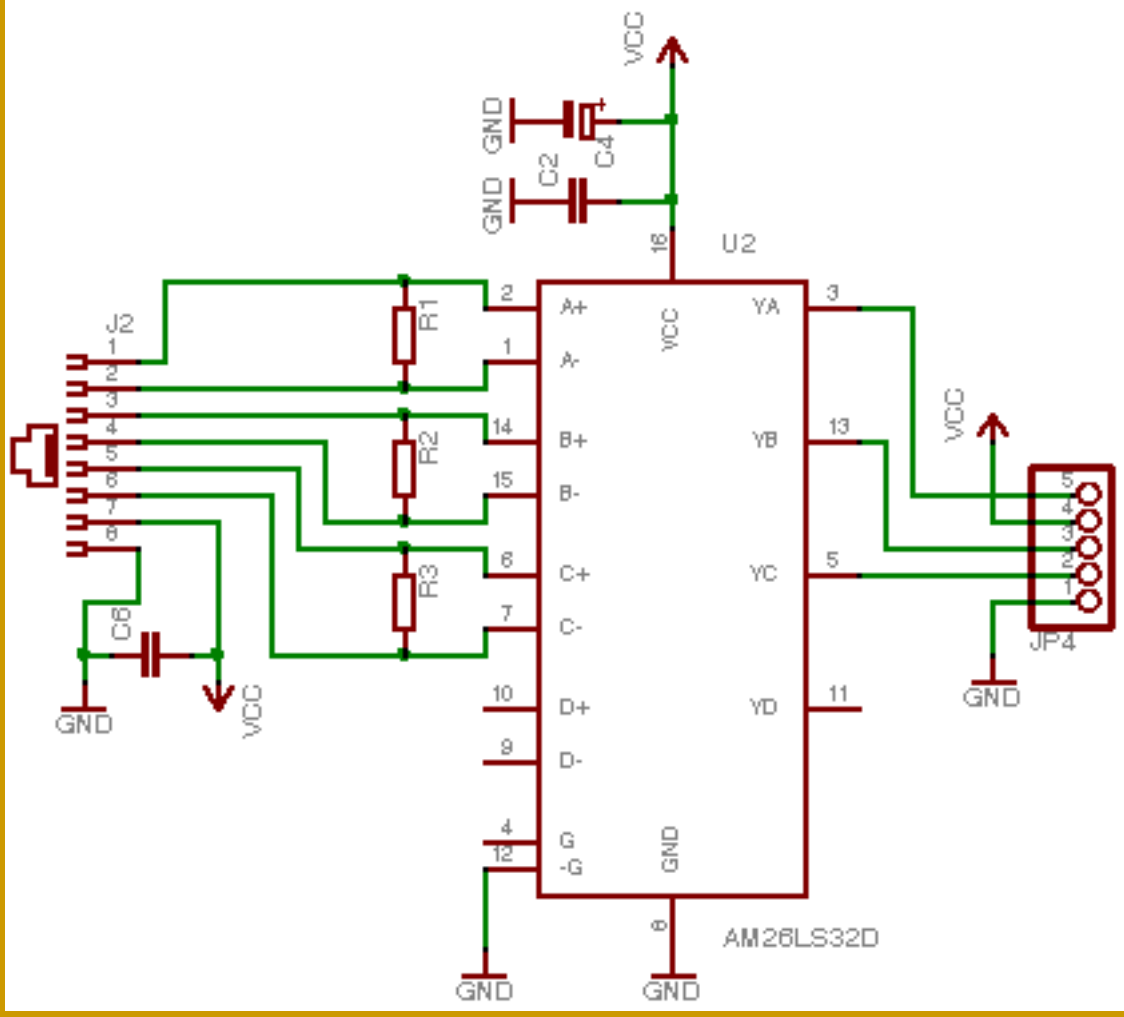 VCC
GND
C4
C2
GND
16
U2
2
A+
YA
3
R1
VCC
J2
1
1
A-
2
3
VCC
14
B+
YB
13
4
R2
5
15
B-
5
6
4
7
3
8
6
C+
YC
5
2
R3
1
C6
7
C-
JP4
GND
VCC
GND
10
D+
YD
11
9
D-
4
G
GND
12
-G
8
AM26LS32D
GND
GND